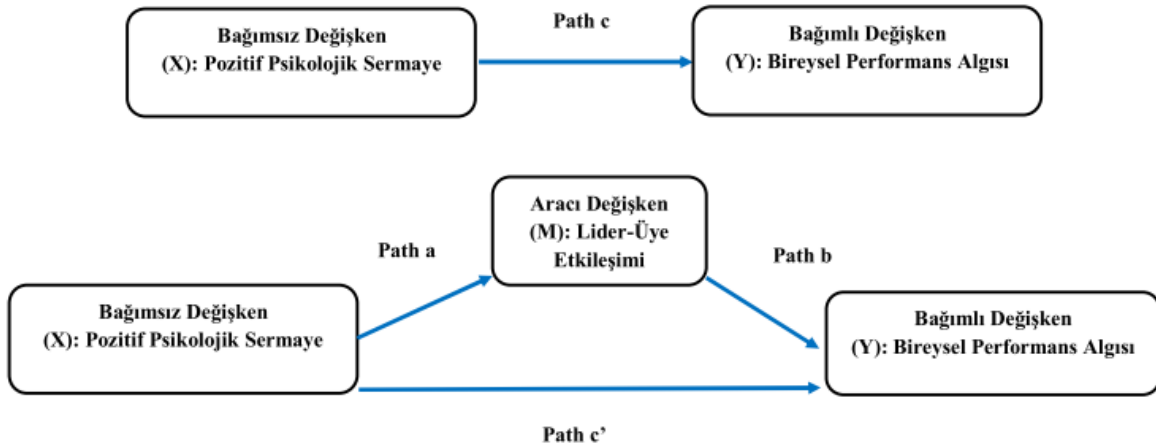 Bağımsız Değişken
(X): Pozitif Psikolojik Sermaye
Path c
Bağımlı Değişken
(Y): Bireysel Performans Algısı
Aracı Değişken
(M): Lider-Üye
Etkileşimi
Path a
Path b
Bağımsız Değişken
(X): Pozitif Psikolojik Sermaye
Bağımlı Değişken
(Y): Bireysel Performans Algısı
Path c’